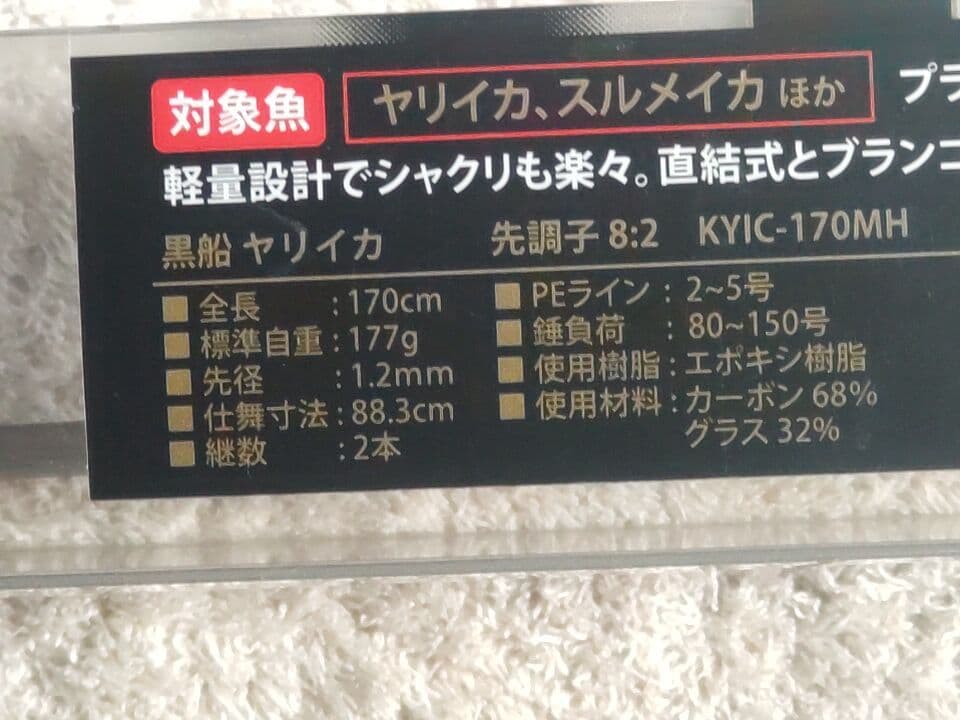 対象魚 ヤリイカ、スルメイカ ほか プラ
軽量設計でシャクリも楽々。直結式とブランコ
黒船 ヤリイカ 先調子 8:2 KYIC-170MH
■全長 :170cm
■標準自重:177g
■先径 :1.2mm
■仕舞寸法:88.3cm
■継数 :2本
■PEライン : 2~5号
■錘負荷 : 80~150号
■使用樹脂:エポキシ樹脂
■使用材料:カーボン 68%
グラス 32%